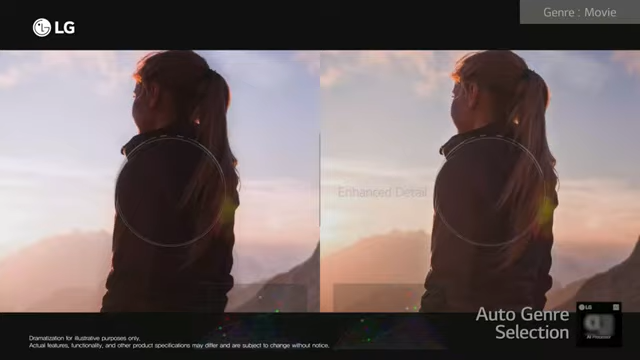 LG
Genre : Movie
Enhanced Detail
Auto Genre
Selection
LG
Dramatization for illustrative purposes only.
Actual features, functionality, and other product specifications may differ and are subject to change without notice.